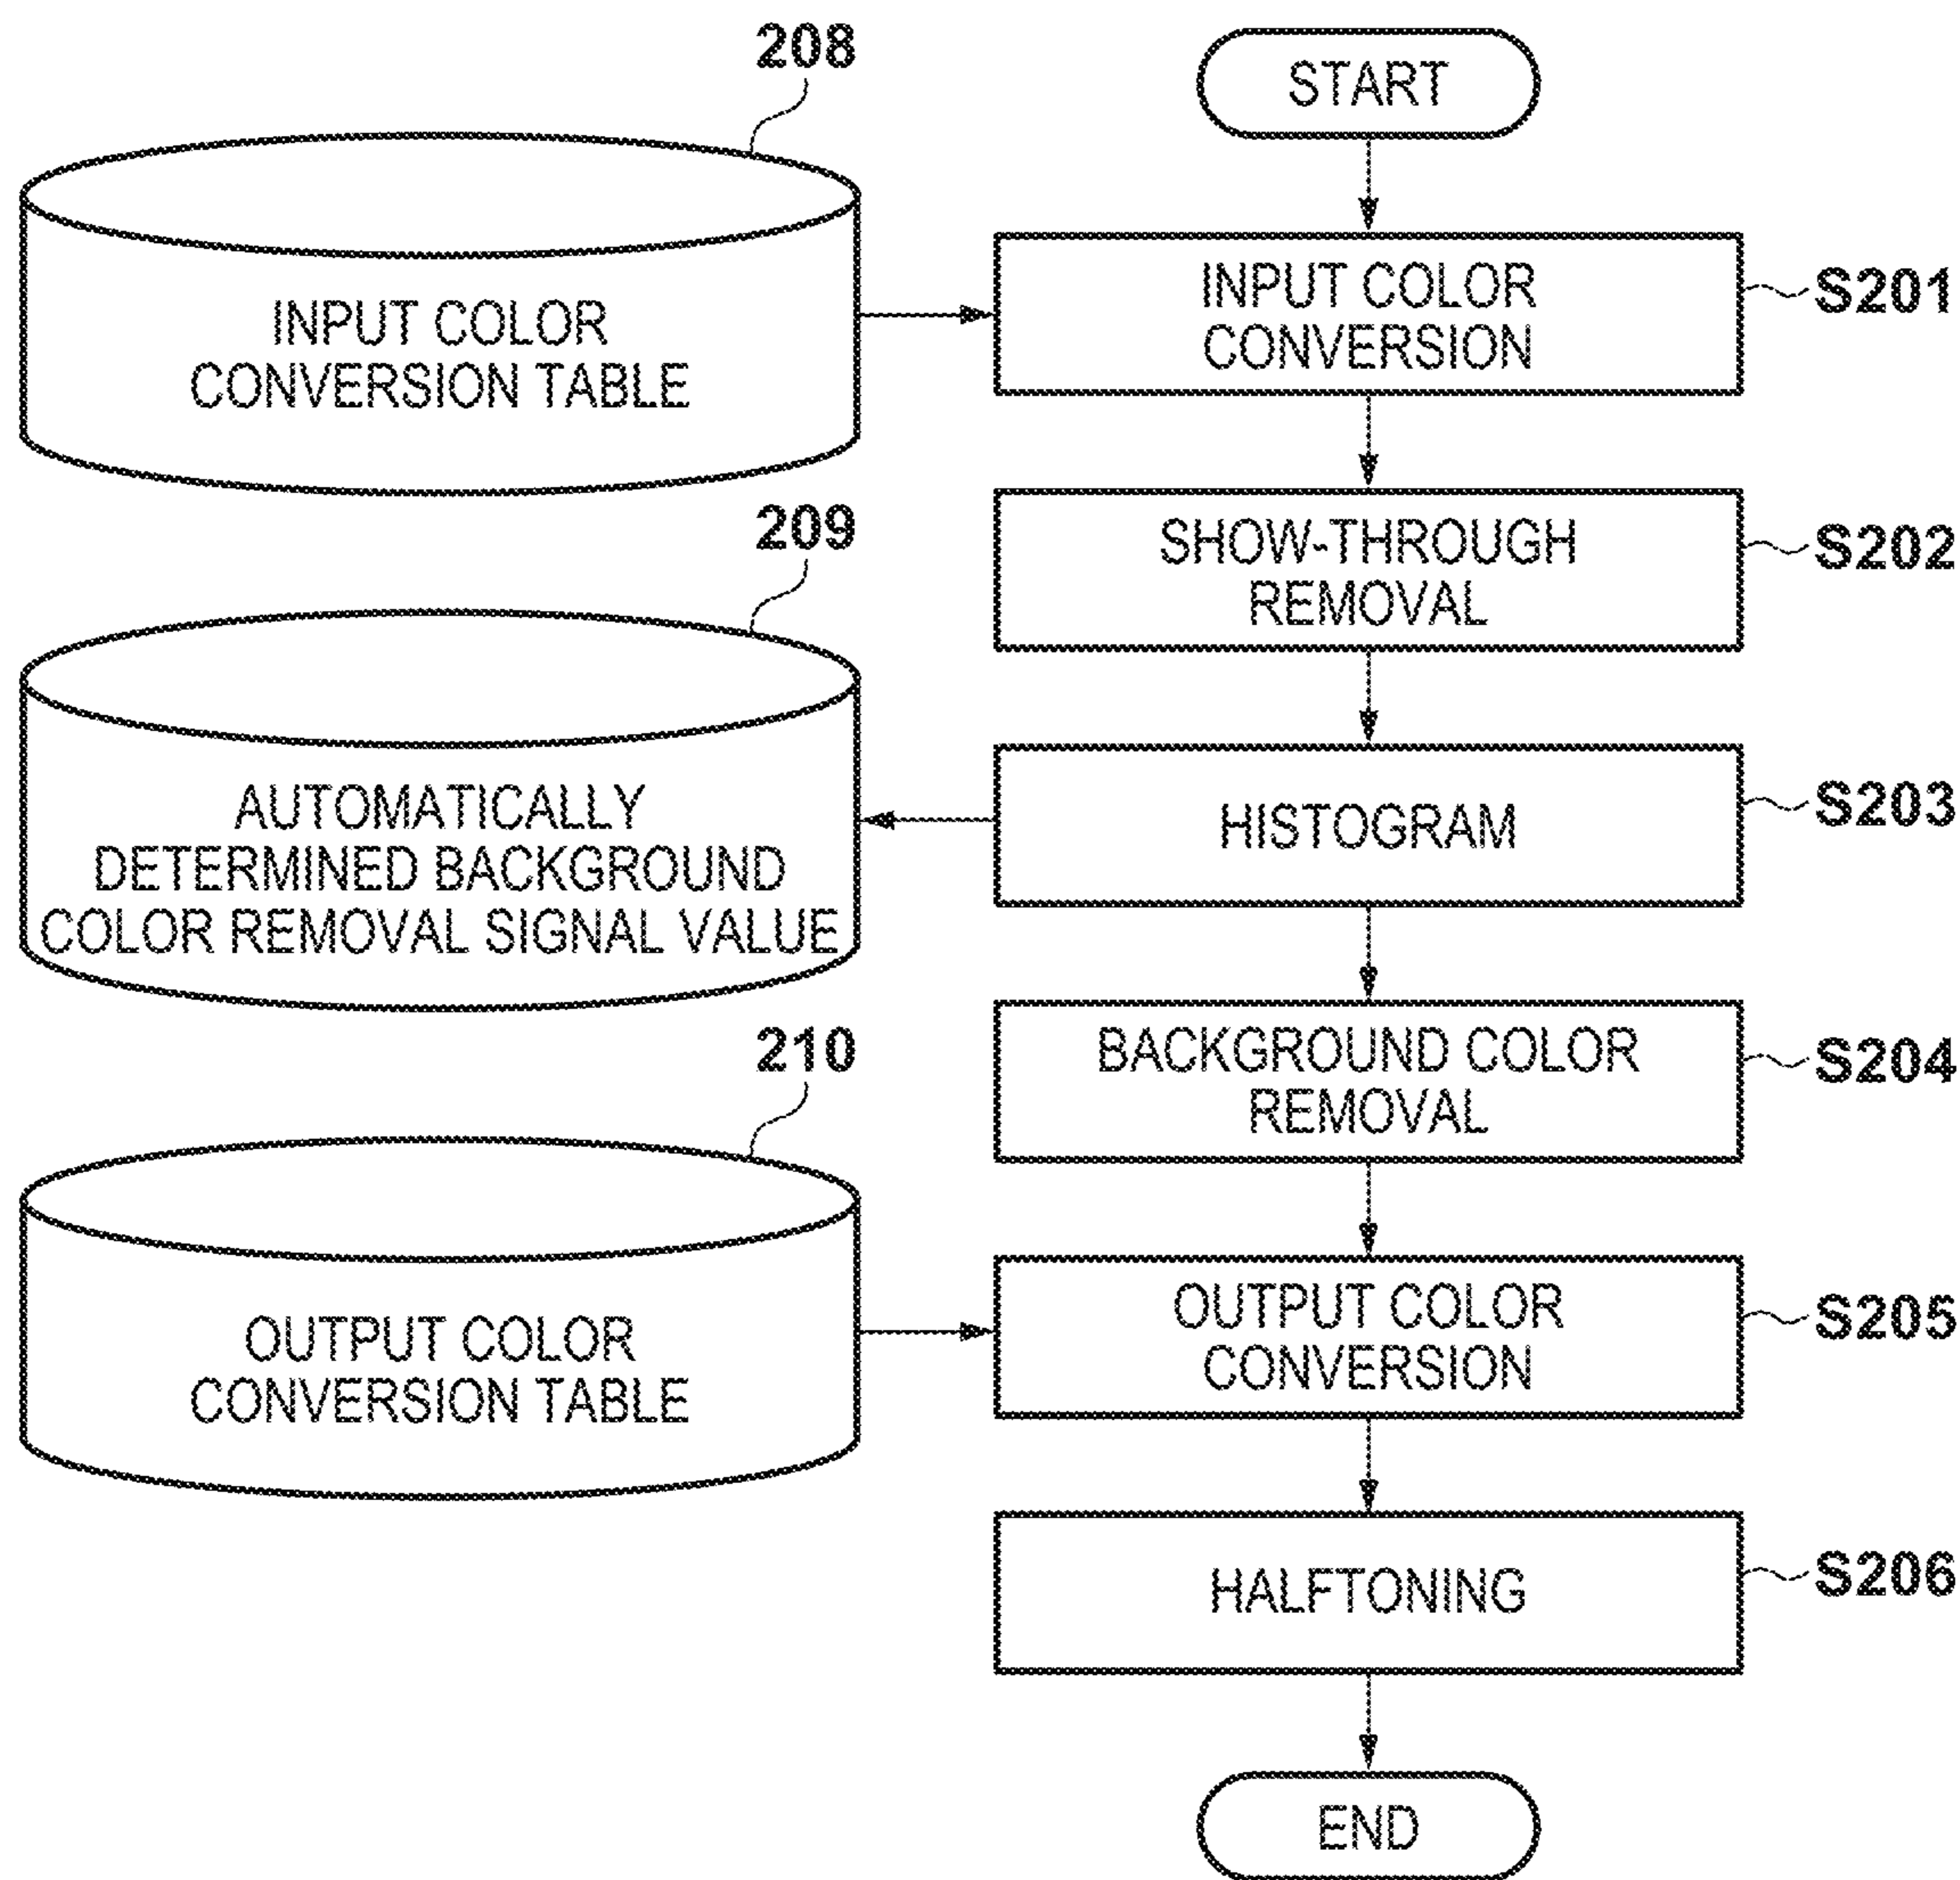 208
START
INPUT COLOR
CONVERSION TABLE
INPUT COLOR
CONVERSION
S201
SHOW-THROUGH
REMOVAL
S202
209
AUTOMATICALLY
DETERMINED BACKGROUND
COLOR REMOVAL SIGNAL VALUE
HISTOGRAM
S203
BACKGROUND COLOR
REMOVAL
S204
210
OUTPUT COLOR
CONVERSION TABLE
OUTPUT COLOR
CONVERSION
S205
HALFTONING
S206
END